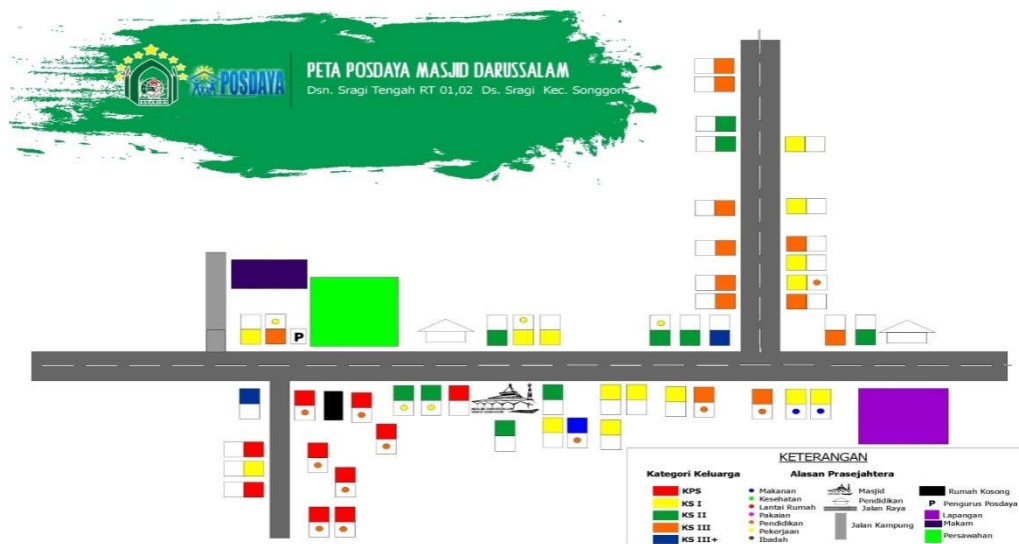 POSDAYA
PETA POSDAYA MASJID DARUSSALAM
Dsn. Sragi Tengah RT 01,02 Ds. Sragi Kec. Songgon
P
KETERANGAN
Kategori Keluarga
Alasan Prasejahtera
KPS
KS I
KS II
KS III
KS III+
Makanan
Kesehatan
Lantai Rumah
Pakaian
Pendidikan
Pekerjaan
Ibadah
Masjid
Pendidikan
Jalan Raya
Jalan Kampung
Rumah Kosong
P Pengurus Posdaya
Lapangan
Makam
Persawahan